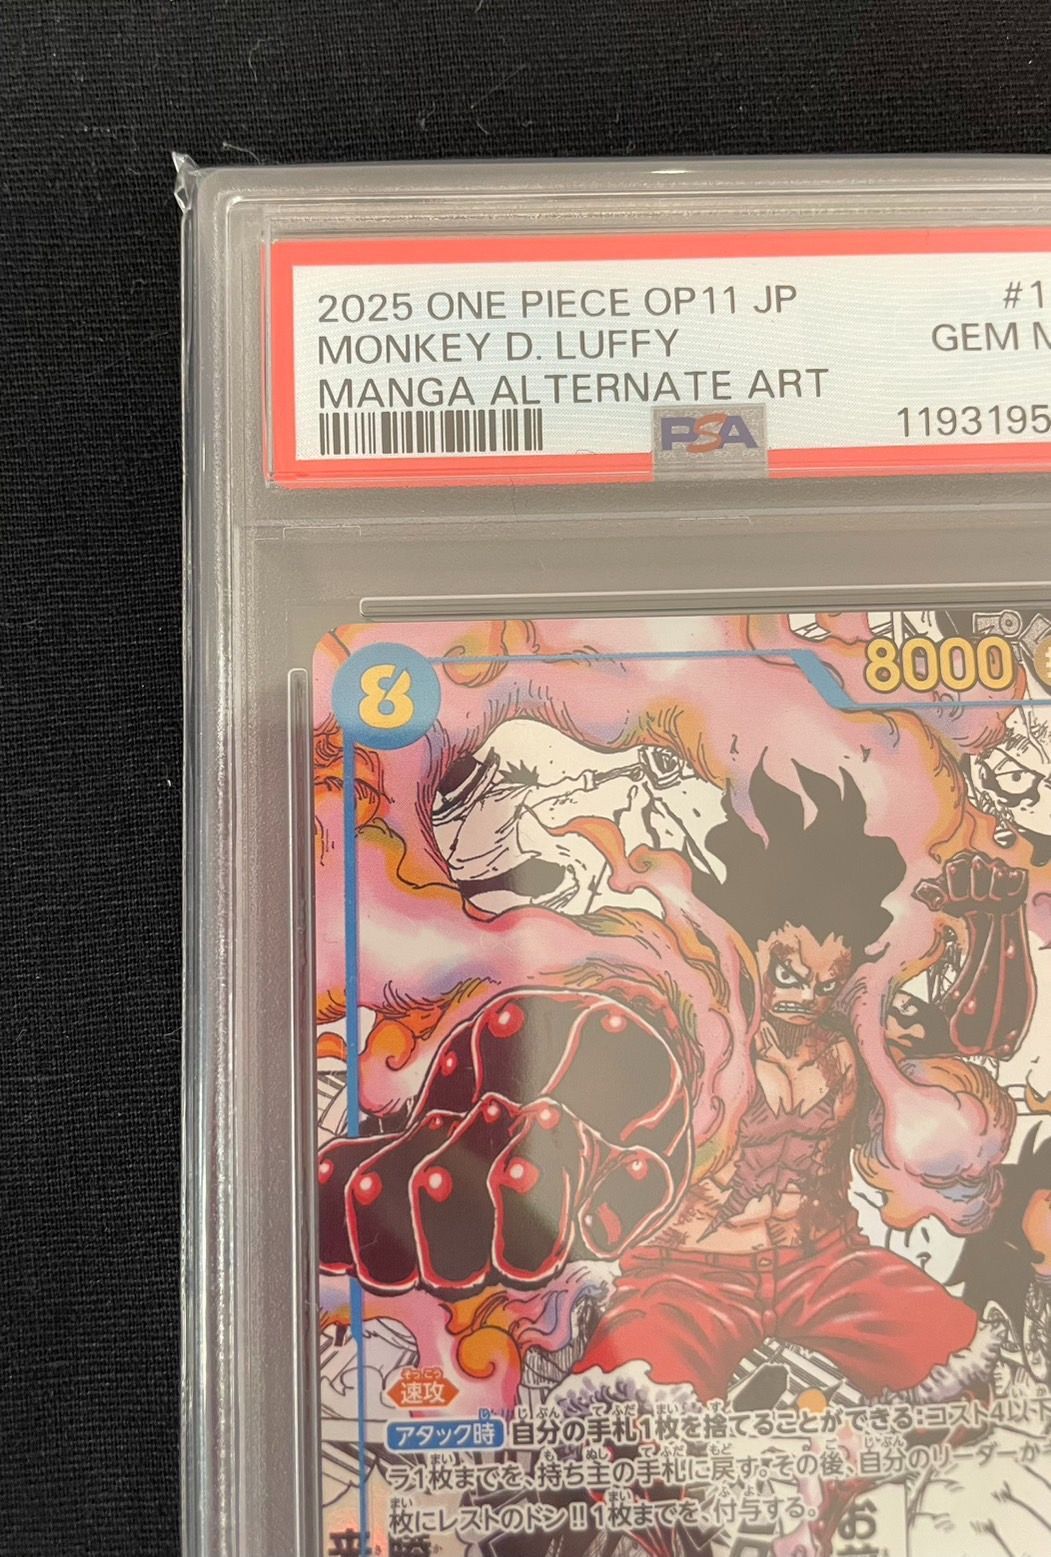 2025 ONE PIECE OP11 JP #1
MONKEY D. LUFFY GEM M
MANGA ALTERNATE ART
PSA 1193195
8 8000
速攻
アタック時 自分の手札1枚を捨てることができる:コスト4以下
ラ1枚までを、持ち主の手札に戻す。その後、自分のリーダーか
枚にレストのドン!!1枚までを、付与する。
お